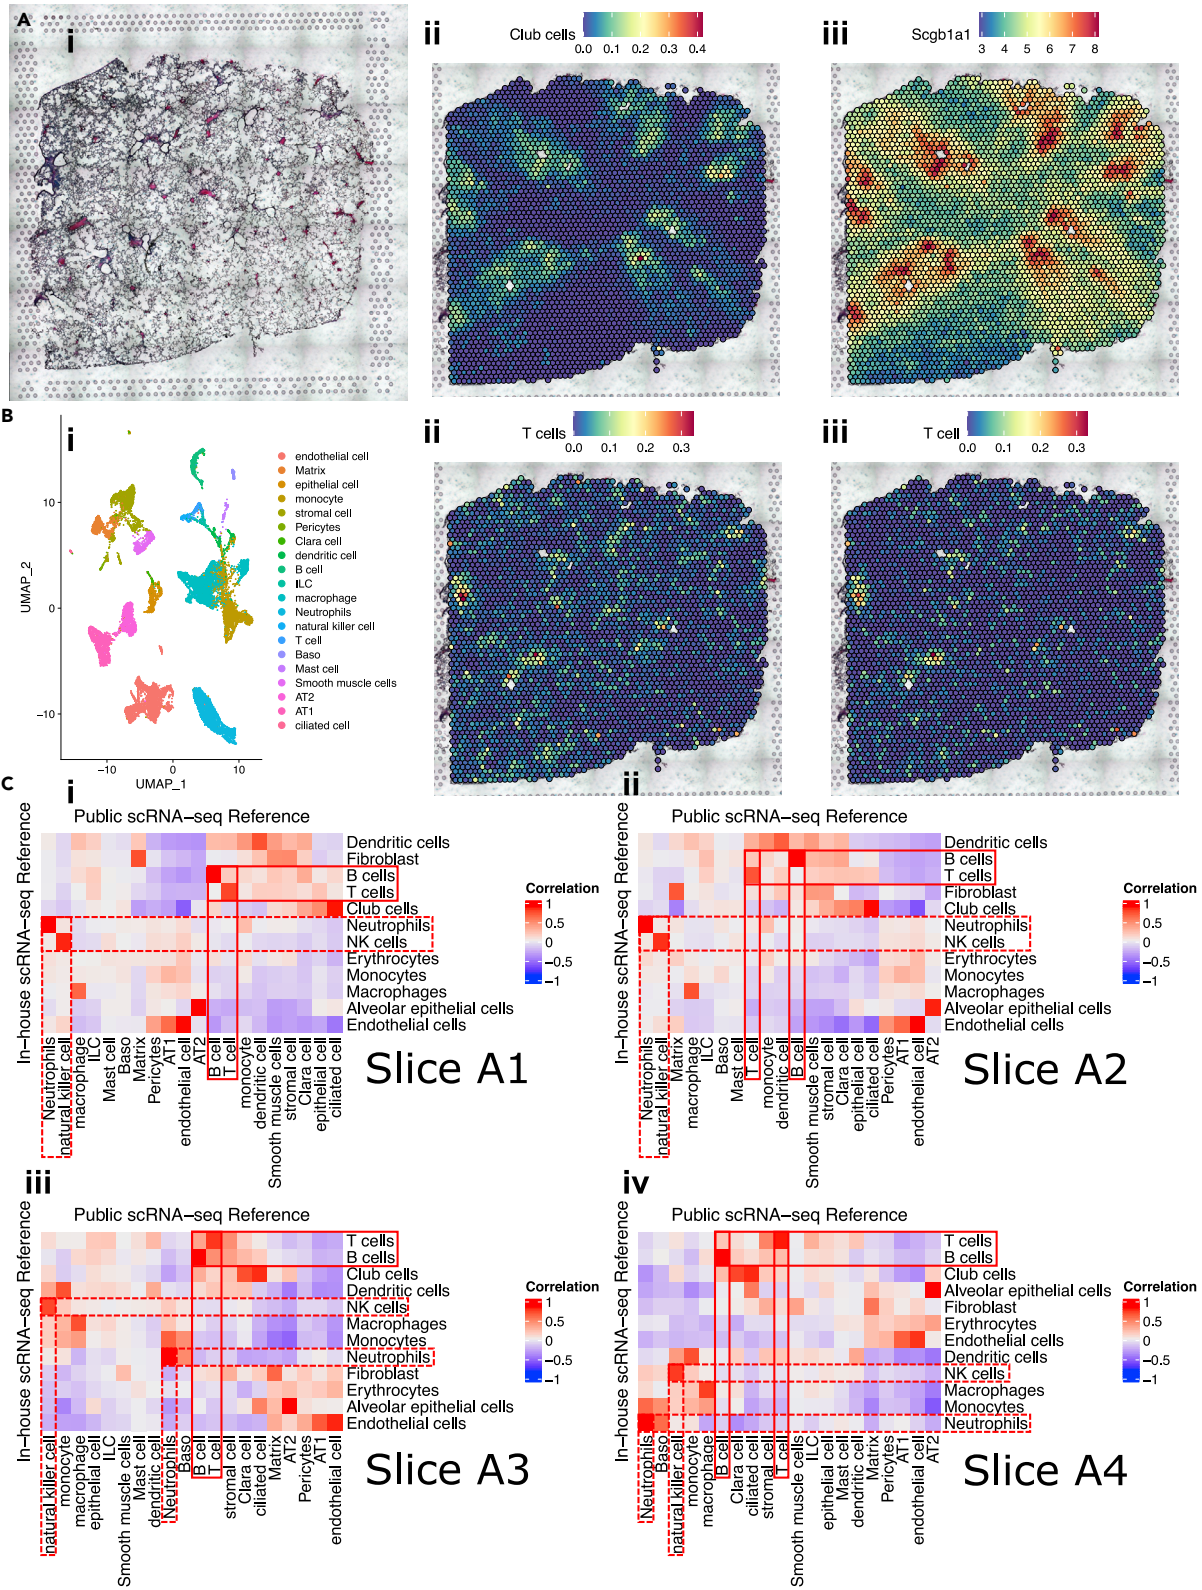 A
i
ii
Club cells
0.0 0.2 0.4
iii
Scgb1a1
3 4 5 6 7 8
B
i
UMAP_2
10
0
−10
−10 0 10
UMAP_1
endothelial cell
Matrix
epithelial cell
monocyte
stromal cell
Pericytes
Clara cell
dendritic cell
B cell
ILC
macrophage
Neutrophils
natural killer cell
T cell
Baso
Mast cell
Smooth muscle cells
AT2
AT1
ciliated cell
ii
T cells
0.0 0.1 0.2 0.3
iii
T cell
0.0 0.1 0.2 0.3
C
i
Public scRNA−seq Reference
In−house scRNA−seq Reference
Dendritic cells
Fibroblast
B cells
T cells
Club cells
Neutrophils
NK cells
Erythrocytes
Monocytes
Macrophages
Alveolar epithelial cells
Endothelial cells
Neutrophils
natural killer cell
macrophage
ILC
Mast cell
Baso
Matrix
Pericytes
AT1
endothelial cell
AT2
B cell
T cell
monocyte
dendritic cell
Smooth muscle cells
stromal cell
Clara cell
epithelial cell
ciliated cell
Correlation
1
0.5
0
−0.5
−1
Slice A1
ii
Public scRNA−seq Reference
In−house scRNA−seq Reference
Dendritic cells
B cells
T cells
Fibroblast
Club cells
Neutrophils
NK cells
Erythrocytes
Monocytes
Macrophages
Alveolar epithelial cells
Endothelial cells
Neutrophils
natural killer cell
Matrix
macrophage
ILC
Baso
Mast cell
T cell
monocyte
dendritic cell
B cell
Smooth muscle cells
stromal cell
Clara cell
epithelial cell
ciliated cell
Pericytes
AT1
endothelial cell
AT2
Correlation
1
0.5
0
−0.5
−1
Slice A2
iii
Public scRNA−seq Reference
In−house scRNA−seq Reference
T cells
B cells
Club cells
Dendritic cells
NK cells
Macrophages
Monocytes
Neutrophils
Fibroblast
Erythrocytes
Alveolar epithelial cells
Endothelial cells
natural killer cell
monocyte
macrophage
epithelial cell
ILC
Smooth muscle cells
Mast cell
dendritic cell
Neutrophils
Baso
B cell
T cell
stromal cell
Clara cell
ciliated cell
Matrix
AT2
Pericytes
AT1
endothelial cell
Correlation
1
0.5
0
−0.5
−1
Slice A3
iv
Public scRNA−seq Reference
In−house scRNA−seq Reference
T cells
B cells
Club cells
Alveolar epithelial cells
Fibroblast
Erythrocytes
Endothelial cells
Dendritic cells
NK cells
Macrophages
Monocytes
Neutrophils
Neutrophils
Baso
natural killer cell
monocyte
macrophage
B cell
Clara cell
ciliated cell
stromal cell
T cell
Smooth muscle cells
ILC
epithelial cell
Mast cell
dendritic cell
Matrix
Pericytes
AT1
endothelial cell
AT2
Correlation
1
0.5
0
−0.5
−1
Slice A4